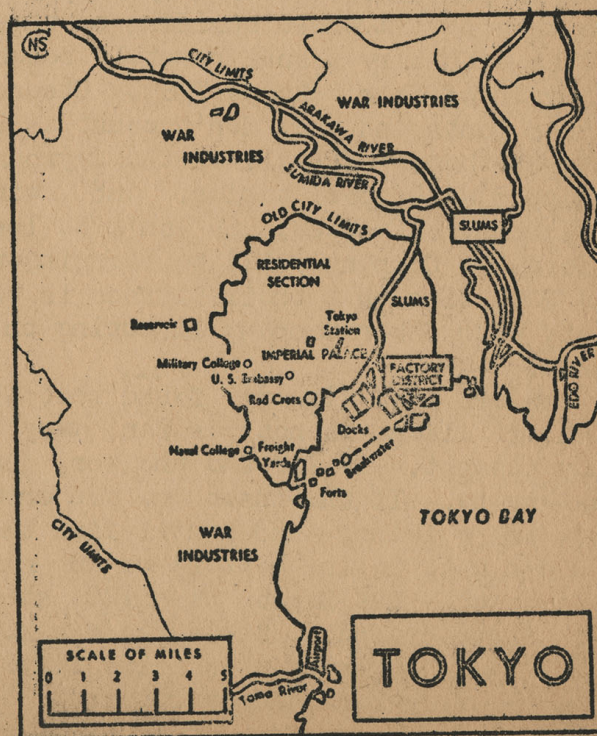 NS
CITY LIMITS
WAR INDUSTRIES
ARAKAWA RIVER
WAR
INDUSTRIES
SUMIDA RIVER
OLD CITY LIMITS
SLUMS
RESIDENTIAL
SECTION
SLUMS
Reservoir
Tokyo
Station
IMPERIAL PALACE
Military College
U. S. Embassy
FACTORY
DISTRICT
EDO RIVER
Red Cross
Docks
Naval College
Freight
Yards
Breakwater
Forts
TOKYO BAY
CITY LIMITS
WAR
INDUSTRIES
Airport
SCALE OF MILES
0 1 2 3 4 5
Tama River
TOKYO